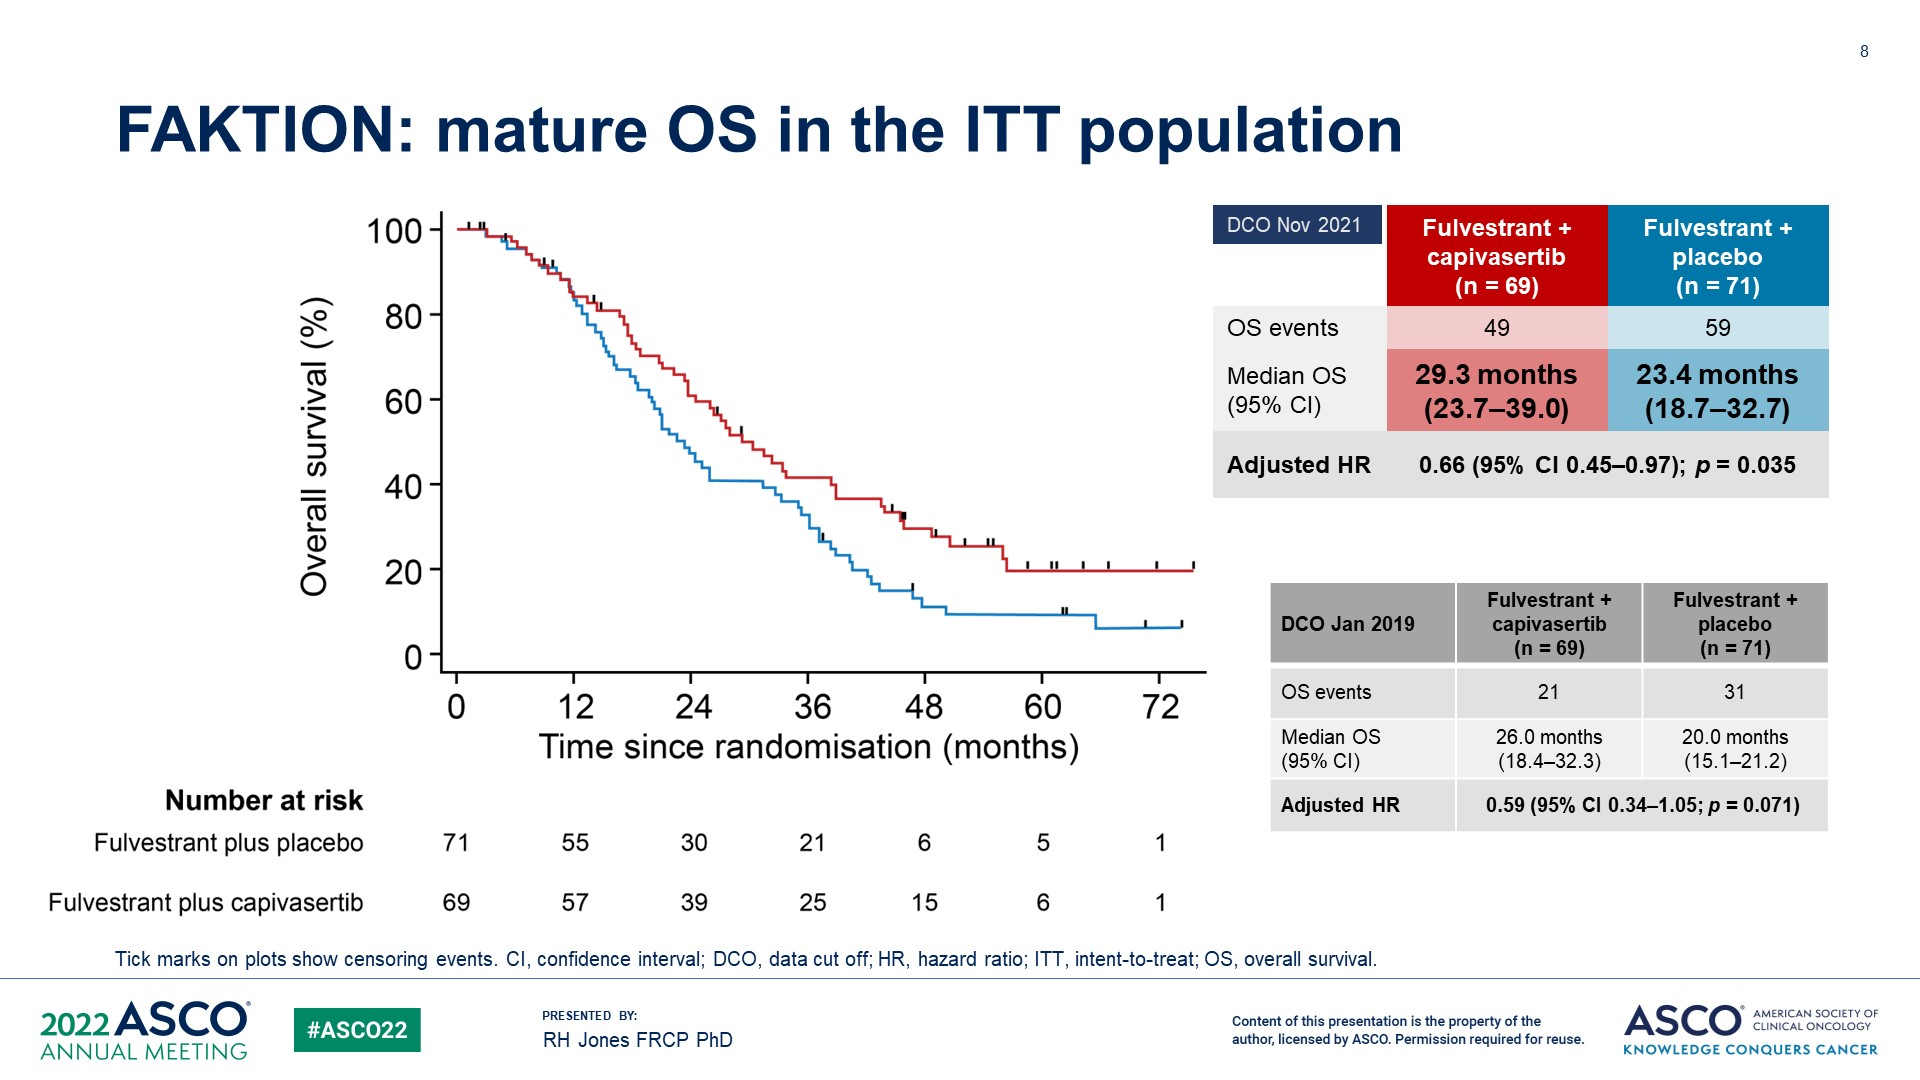 8
FAKTION: mature OS in the ITT population
100
80
60
40
20
0
Overall survival (%)
0 12 24 36 48 60 72
Time since randomisation (months)
Number at risk
Fulvestrant plus placebo 71 55 30 21 6 5 1
Fulvestrant plus capivasertib 69 57 39 25 15 6 1
DCO Nov 2021
Fulvestrant +
capivasertib
(n = 69)
Fulvestrant +
placebo
(n = 71)
OS events 49 59
Median OS
(95% CI)
29.3 months
(23.7–39.0)
23.4 months
(18.7–32.7)
Adjusted HR 0.66 (95% CI 0.45–0.97); p = 0.035
DCO Jan 2019
Fulvestrant +
capivasertib
(n = 69)
Fulvestrant +
placebo
(n = 71)
OS events 21 31
Median OS
(95% CI)
26.0 months
(18.4–32.3)
20.0 months
(15.1–21.2)
Adjusted HR 0.59 (95% CI 0.34–1.05; p = 0.071)
Tick marks on plots show censoring events. CI, confidence interval; DCO, data cut off; HR, hazard ratio; ITT, intent-to-treat; OS, overall survival.
2022 ASCO®
ANNUAL MEETING
#ASCO22
PRESENTED BY:
RH Jones FRCP PhD
Content of this presentation is the property of the
author, licensed by ASCO. Permission required for reuse.
ASCO® AMERICAN SOCIETY OF
CLINICAL ONCOLOGY
KNOWLEDGE CONQUERS CANCER